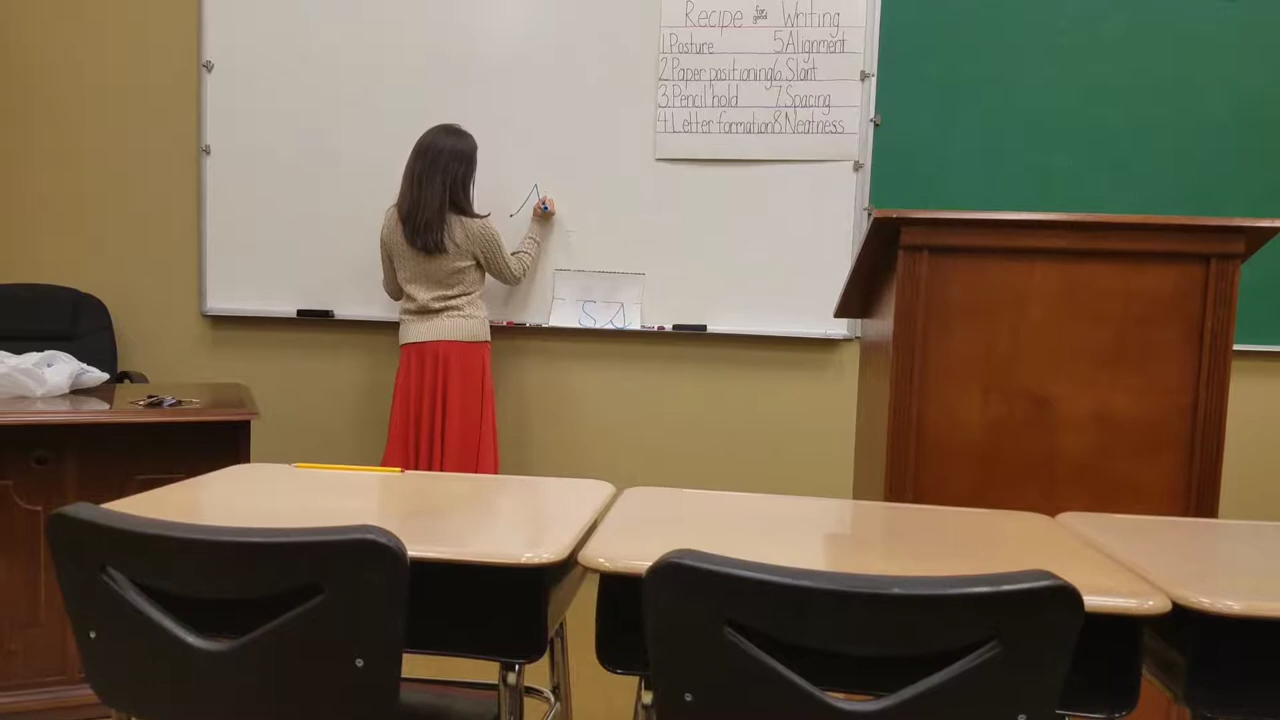 Recipe for good Writing
1. Posture 5 Alignment
2. Paper positioning 6. Slant
3. Pencil hold 7. Spacing
4. Letter formation 8. Neatness